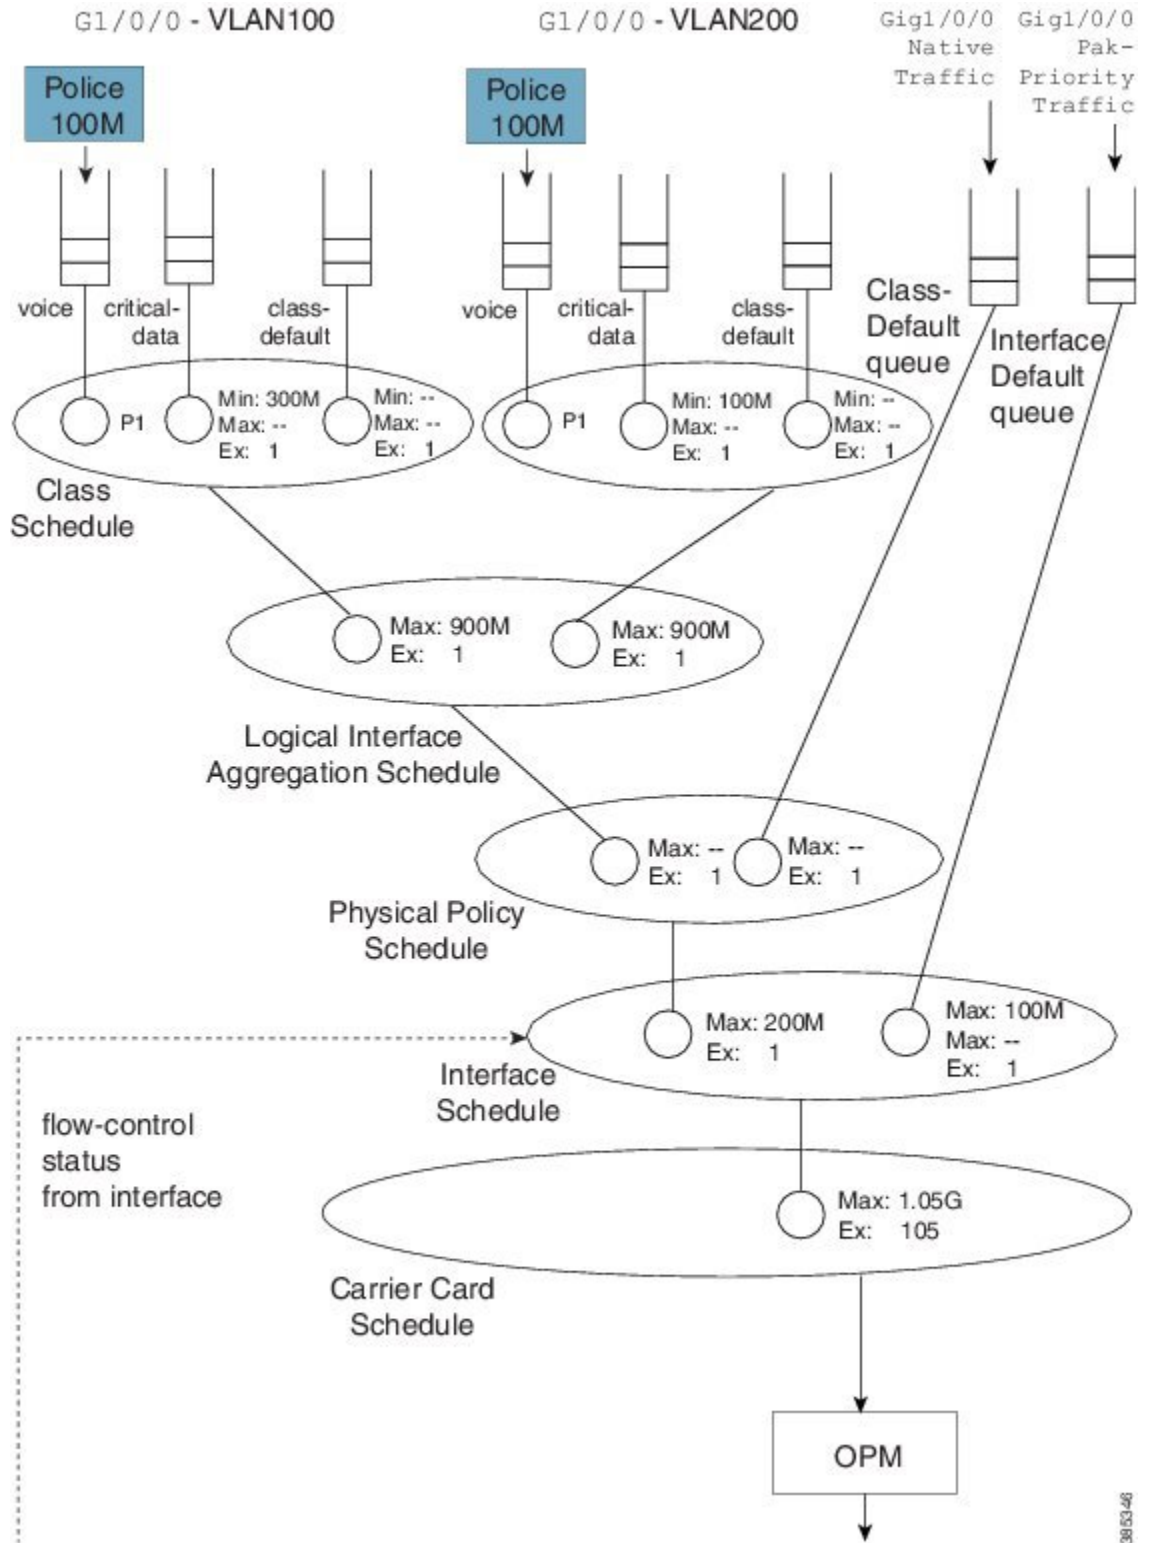 G1/0/0 - VLAN100
G1/0/0 - VLAN200
Gig1/0/0
Native
Traffic
Gig1/0/0
Pak-
Priority
Traffic
Police
100M
Police
100M
voice
critical-
data
class-
default
voice
critical-
data
class-
default
Class-
Default
queue
Interface
Default
queue
P1
Min: 300M
Max: --
Ex: 1
Min: --
Max: --
Ex: 1
P1
Min: 100M
Max: --
Ex: 1
Min: --
Max: --
Ex: 1
Class
Schedule
Max: 900M
Ex: 1
Max: 900M
Ex: 1
Logical Interface
Aggregation Schedule
Max: --
Ex: 1
Max: --
Ex: 1
Physical Policy
Schedule
Max: 200M
Ex: 1
Max: 100M
Max: --
Ex: 1
Interface
Schedule
flow-control
status
from interface
Max: 1.05G
Ex: 105
Carrier Card
Schedule
OPM
385346